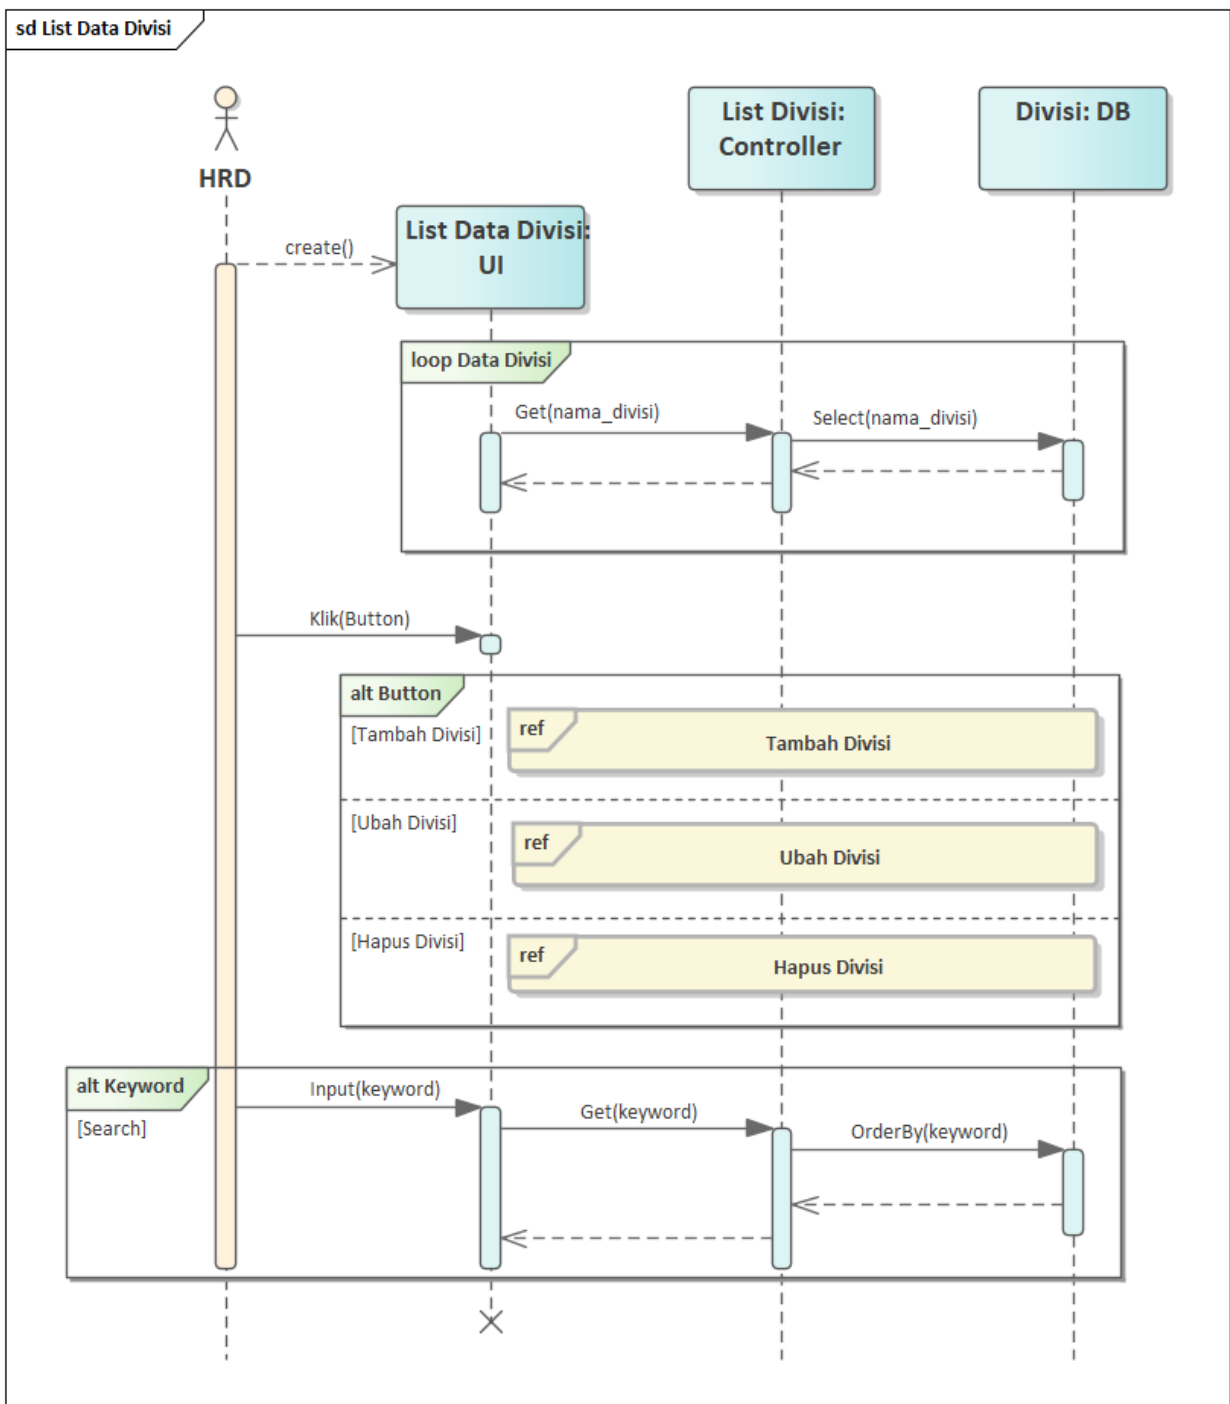 sd List Data Divisi
HRD
List Divisi:
Controller
Divisi: DB
List Data Divisi:
UI
create()
loop Data Divisi
Get(nama_divisi)
Select(nama_divisi)
Klik(Button)
alt Button
[Tambah Divisi]
ref
Tambah Divisi
[Ubah Divisi]
ref
Ubah Divisi
[Hapus Divisi]
ref
Hapus Divisi
alt Keyword
[Search]
Input(keyword)
Get(keyword)
OrderBy(keyword)